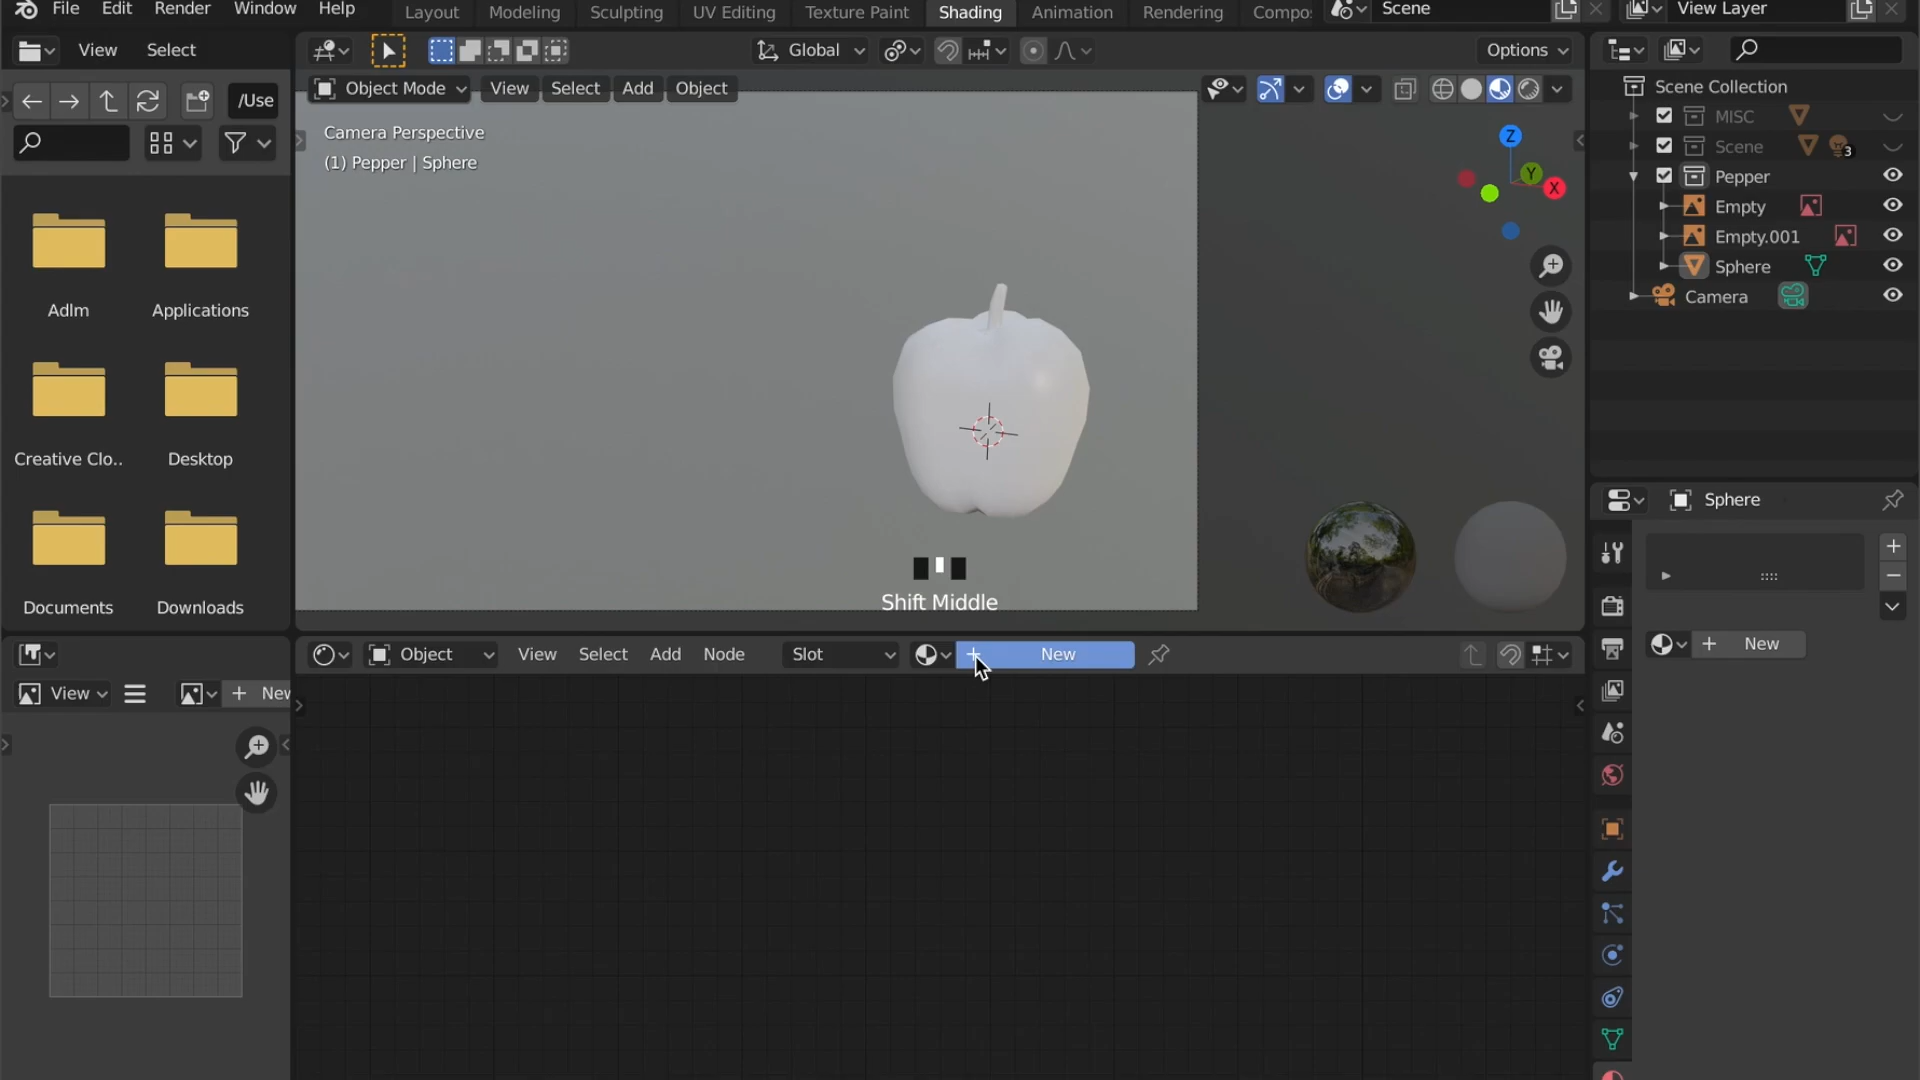 File Edit Render Window Help Layout Modeling Sculpting UV Editing Texture Paint Shading Animation Rendering Compo Scene View Layer
View Select
Global
Options
/Use
Object Mode View Select Add Object
Camera Perspective
(1) Pepper | Sphere
Z
Y
X
Adlm Applications
Creative Clo.. Desktop
Documents Downloads
Shift Middle
Scene Collection
MISC
Scene 3
Pepper
Empty
Empty.001
Sphere
Camera
Sphere
New
Object View Select Add Node Slot New
View New